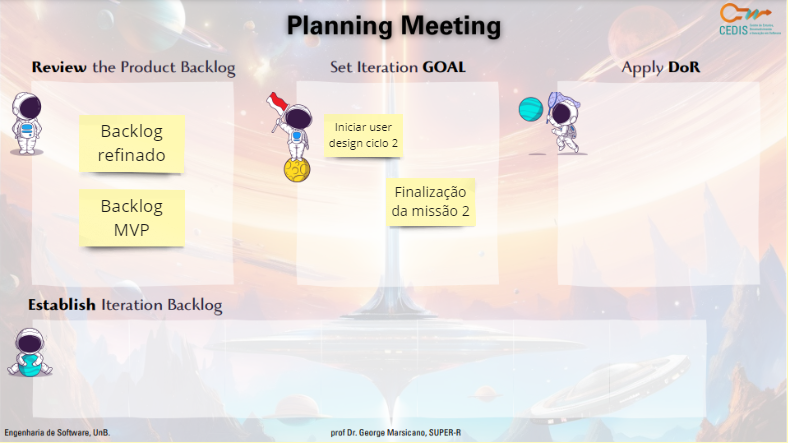 Planning Meeting
CEDIS
Review the Product Backlog
Set Iteration GOAL
Apply DoR
Backlog
refinado
Backlog
MVP
Iniciar user
design ciclo 2
Finalização
da missão 2
Establish Iteration Backlog
Engenharia de Software, UnB.
prof Dr. George Marsicano, SUPER-R